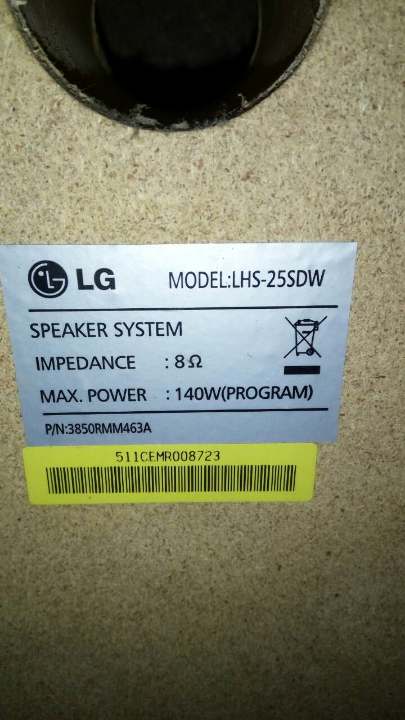 LG MODEL:LHS-25SDW
SPEAKER SYSTEM
IMPEDANCE : 8Ω
MAX. POWER : 140W(PROGRAM)
P/N:3850RMM463A
511CEMR008723